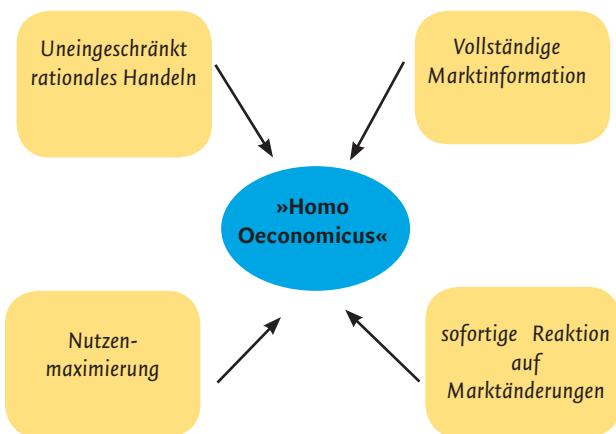 Uneingeschränkt
rationales Handeln
Vollständige
Marktinformation
»Homo
Oeconomicus«
Nutzen-
maximierung
sofortige Reaktion
auf
Marktänderungen